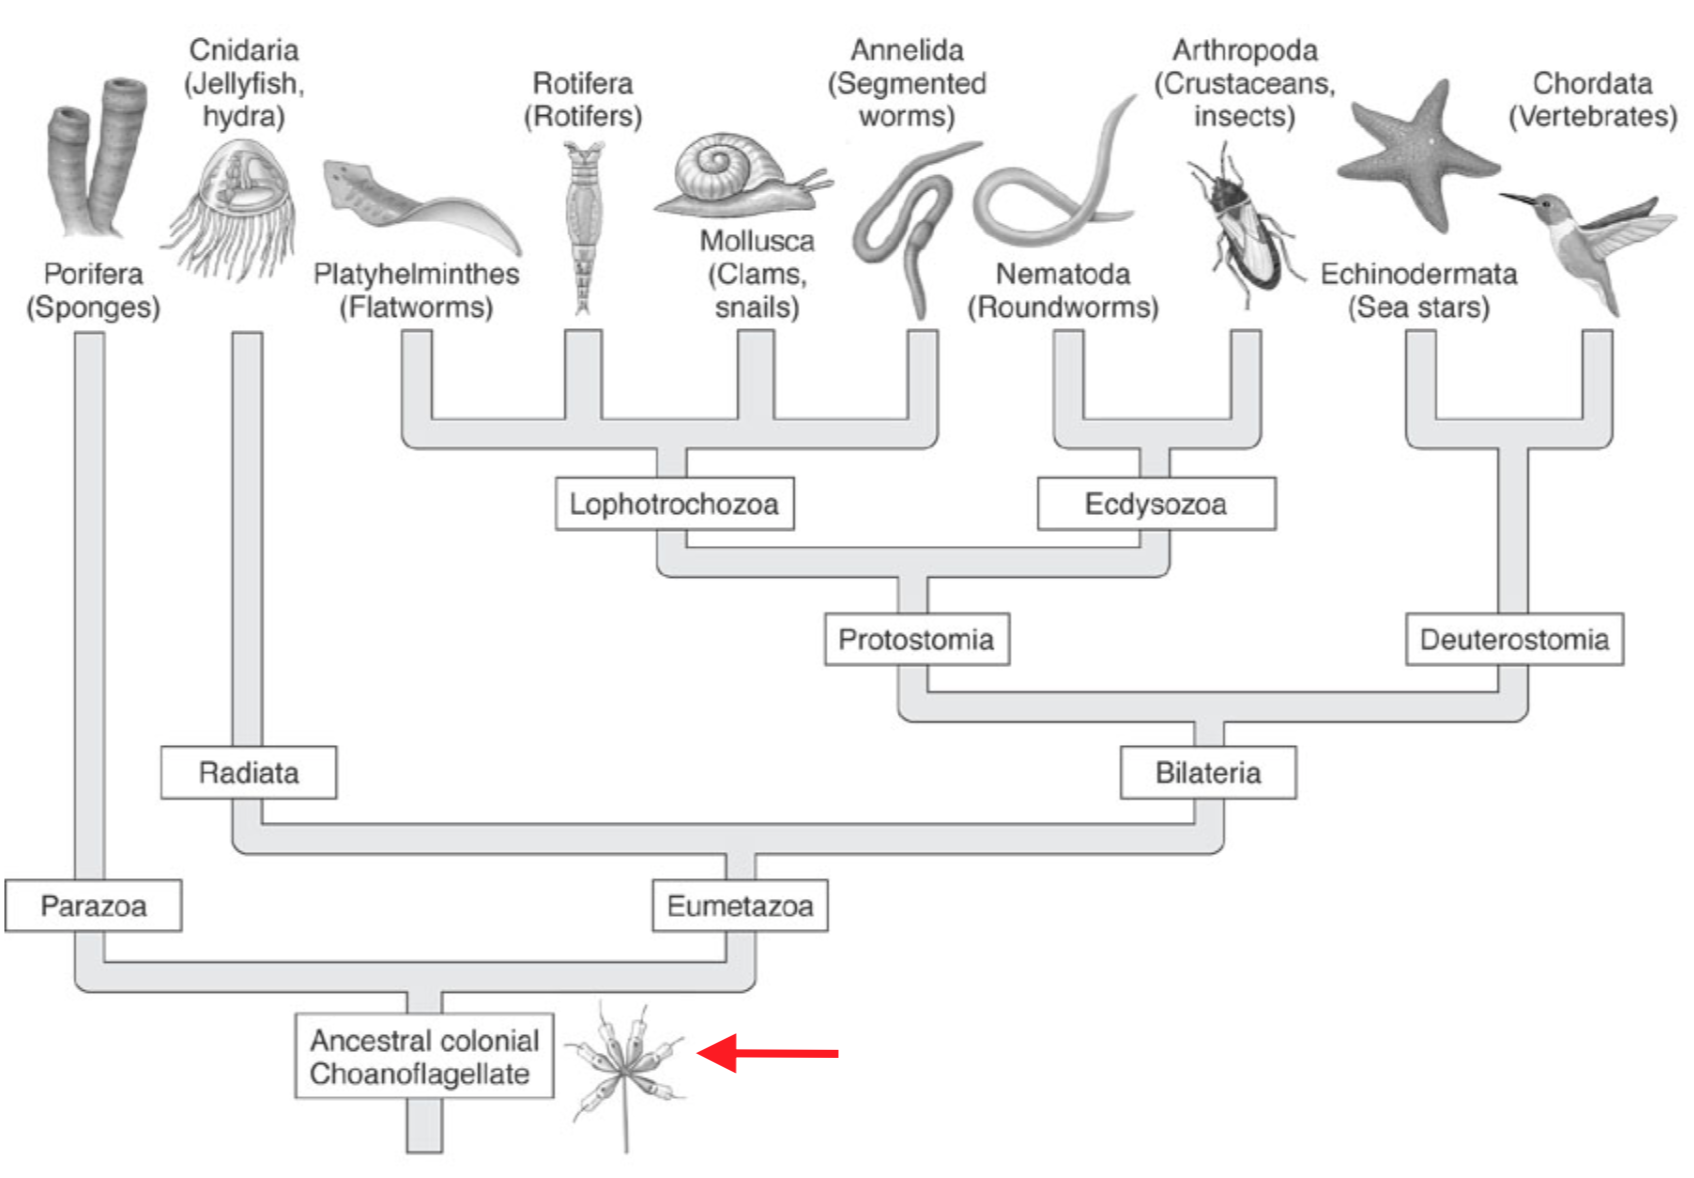 Cnidaria
(Jellyfish,
hydra)
Rotifera
(Rotifers)
Annelida
(Segmented
worms)
Arthropoda
(Crustaceans,
insects)
Chordata
(Vertebrates)
Porifera
(Sponges)
Platyhelminthes
(Flatworms)
Mollusca
(Clams,
snails)
Nematoda
(Roundworms)
Echinodermata
(Sea stars)
Lophotrochozoa
Ecdysozoa
Protostomia
Deuterostomia
Radiata
Bilateria
Parazoa
Eumetazoa
Ancestral colonial
Choanoflagellate